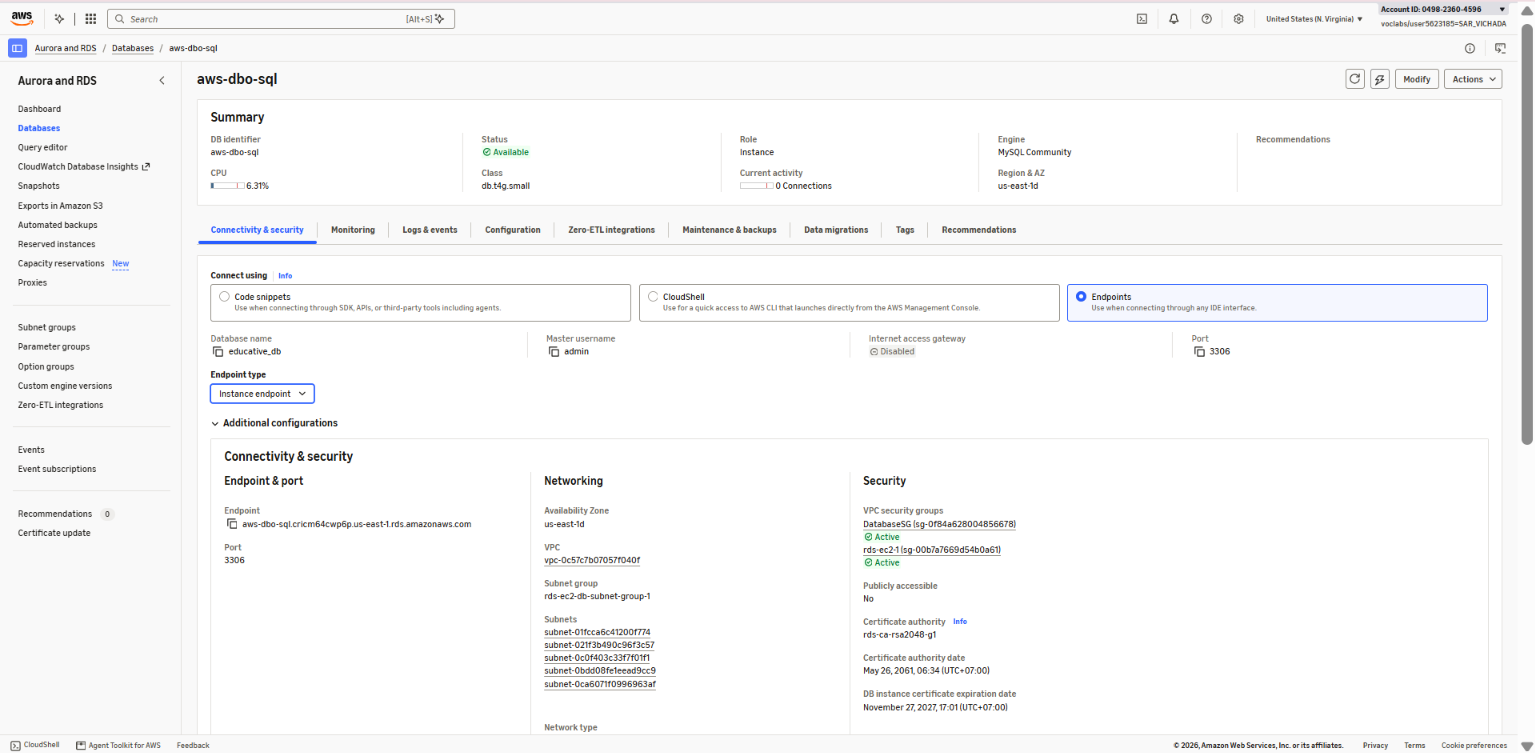 aws
Search
[Alt+S]
United States (N. Virginia)
Account ID: 0498-2360-4596
voclabs/user5623185=SAR_VICHADA
Aurora and RDS / Databases / aws-dbo-sql
Aurora and RDS
Dashboard
Databases
Query editor
CloudWatch Database Insights
Snapshots
Exports in Amazon S3
Automated backups
Reserved instances
Capacity reservations New
Proxies
Subnet groups
Parameter groups
Option groups
Custom engine versions
Zero-ETL integrations
Events
Event subscriptions
Recommendations 0
Certificate update
aws-dbo-sql
Modify
Actions
Summary
DB identifier
aws-dbo-sql
CPU
6.31%
Status
Available
Class
db.t4g.small
Role
Instance
Current activity
0 Connections
Engine
MySQL Community
Region & AZ
us-east-1d
Recommendations
Connectivity & security
Monitoring
Logs & events
Configuration
Zero-ETL integrations
Maintenance & backups
Data migrations
Tags
Recommendations
Connect using Info
Code snippets
Use when connecting through SDK, APIs, or third-party tools including agents.
CloudShell
Use for a quick access to AWS CLI that launches directly from the AWS Management Console.
Endpoints
Use when connecting through any IDE interface.
Database name
educative_db
Master username
admin
Internet access gateway
Disabled
Port
3306
Endpoint type
Instance endpoint
Additional configurations
Connectivity & security
Endpoint & port
Endpoint
aws-dbo-sql.cricm64cwp6p.us-east-1.rds.amazonaws.com
Port
3306
Networking
Availability Zone
us-east-1d
VPC
vpc-0c57c7b07057f040f
Subnet group
rds-ec2-db-subnet-group-1
Subnets
subnet-01fcca6c41200f774
subnet-021f3b490c96f3c57
subnet-0c0f403c33f7f01f1
subnet-0bdd08fe1eead9cc9
subnet-0ca6071f0996963af
Network type
Security
VPC security groups
DatabaseSG (sg-0f84a628004856678)
Active
rds-ec2-1 (sg-00b7a7669d54b0a61)
Active
Publicly accessible
No
Certificate authority Info
rds-ca-rsa2048-g1
Certificate authority date
May 26, 2061, 06:34 (UTC+07:00)
DB instance certificate expiration date
November 27, 2027, 17:01 (UTC+07:00)
CloudShell
Agent Toolkit for AWS
Feedback
© 2026, Amazon Web Services, Inc. or its affiliates.
Privacy
Terms
Cookie preferences